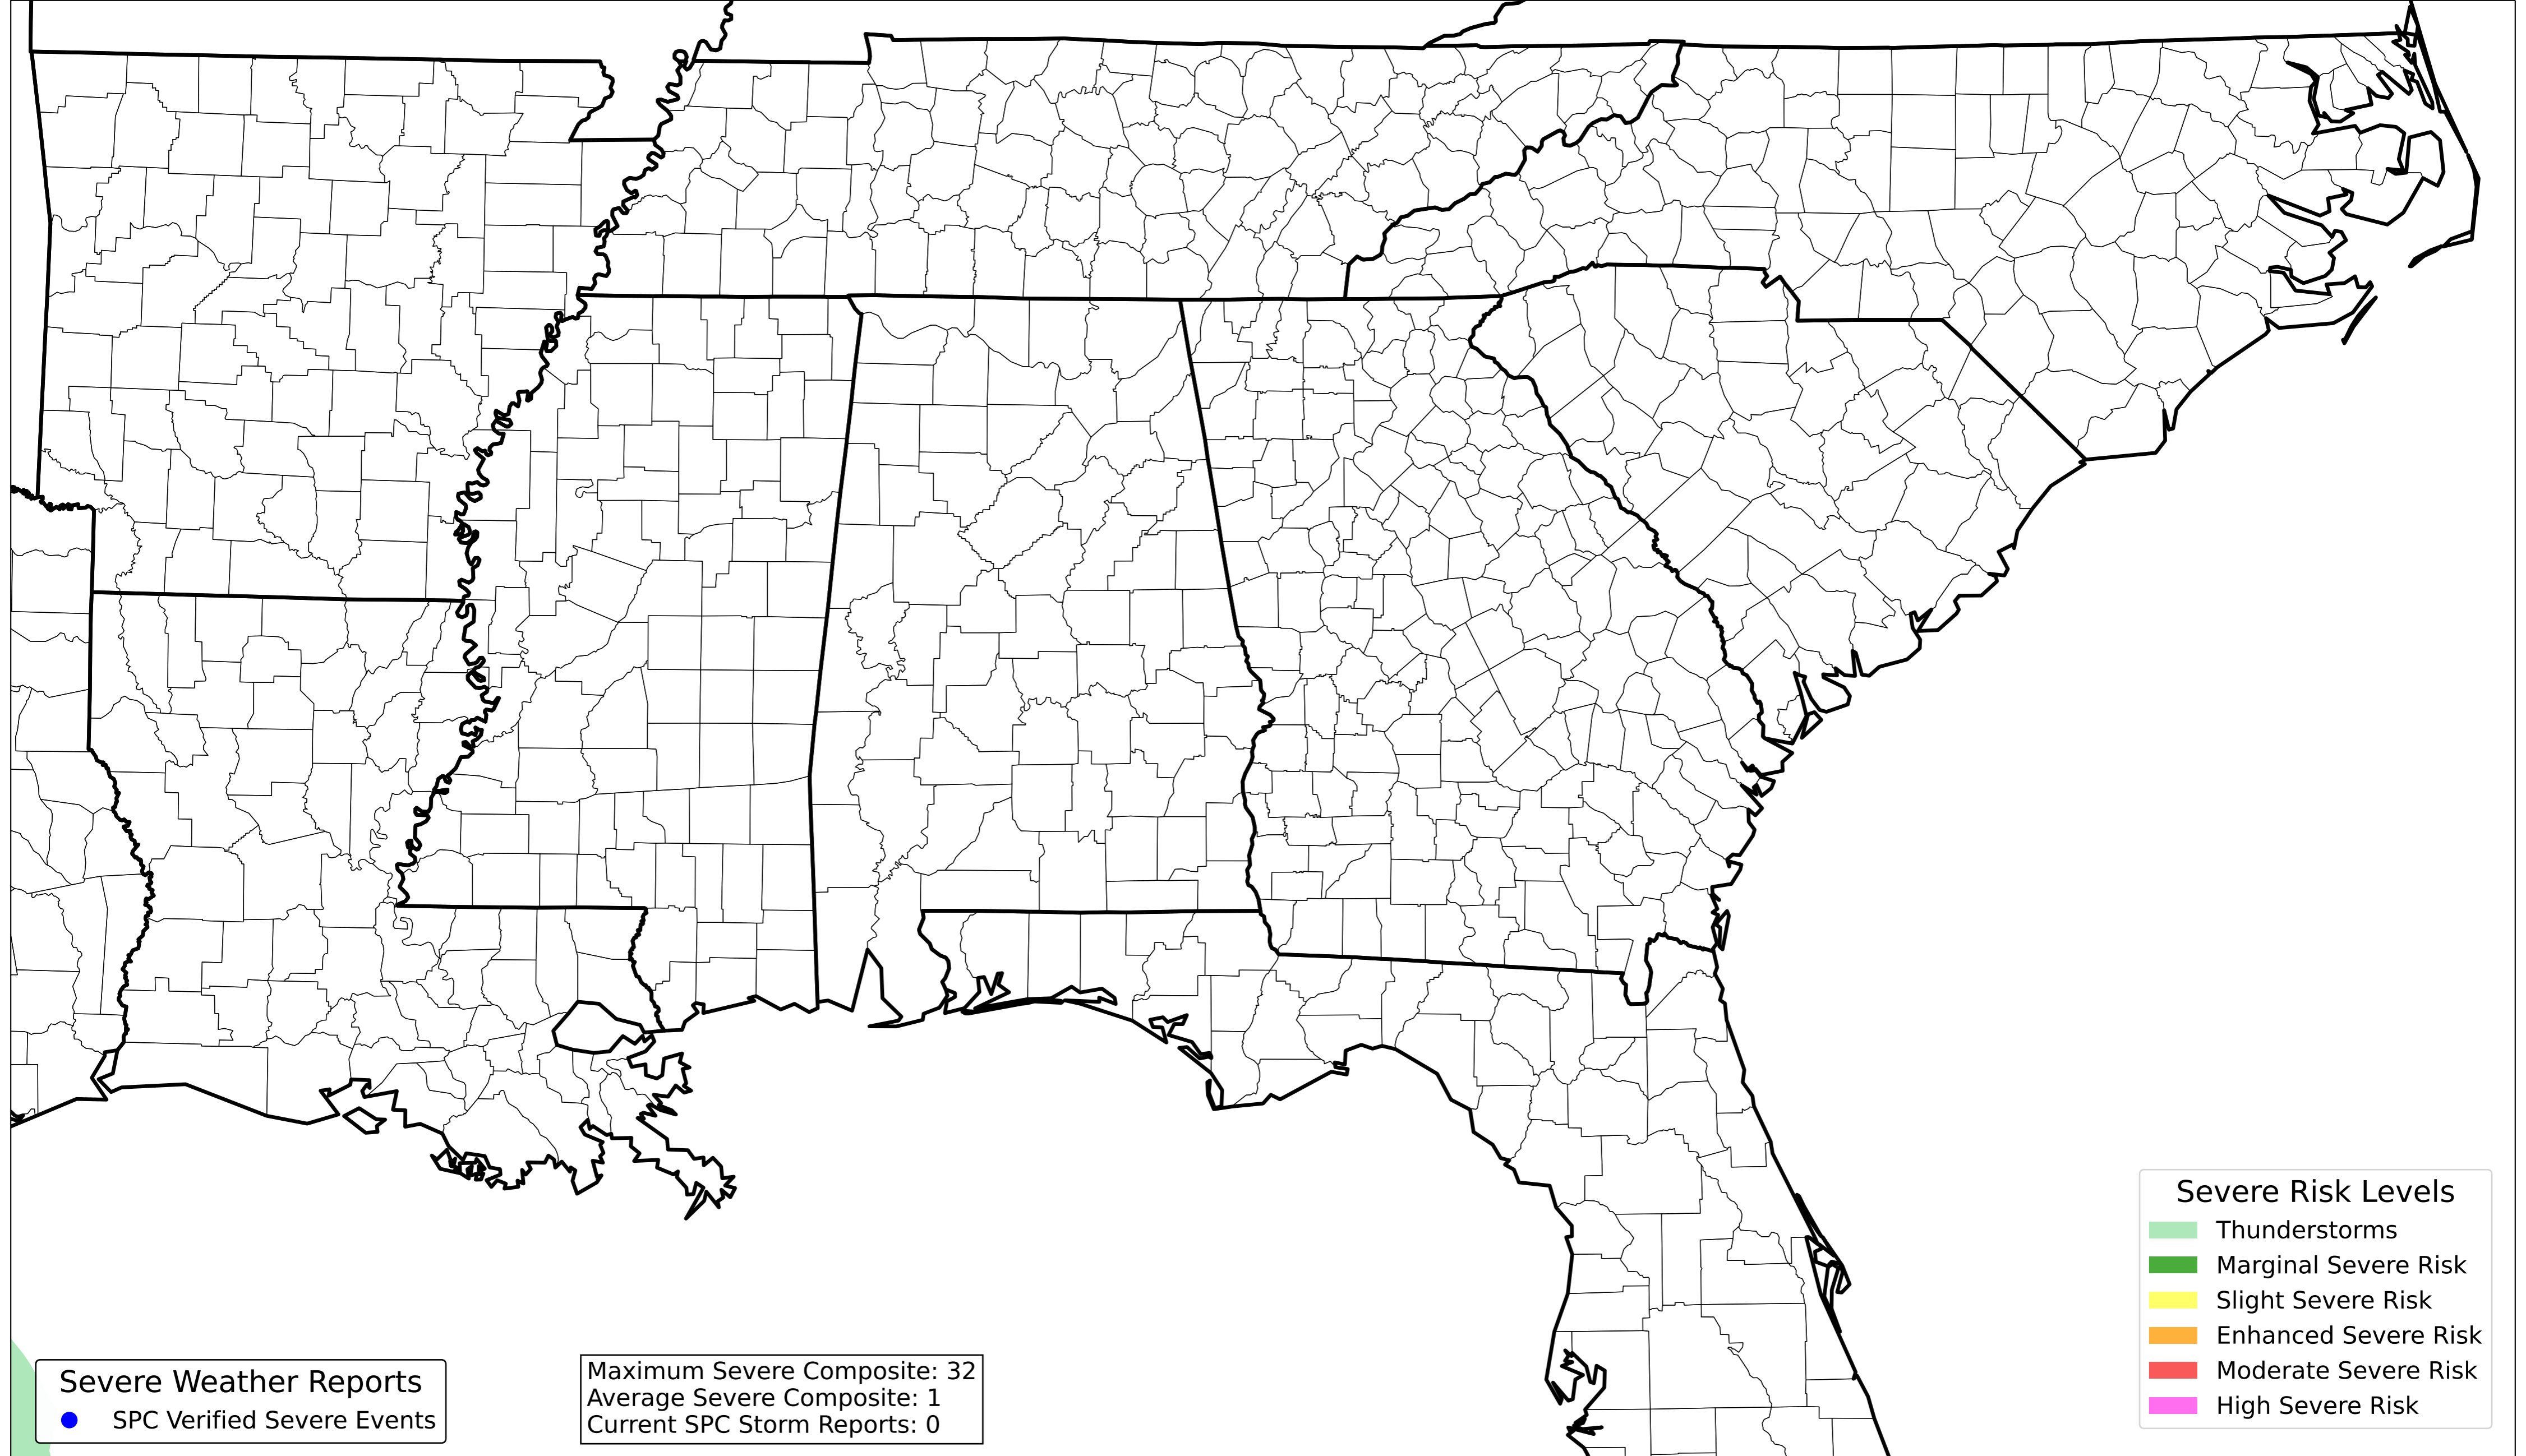 Severe Risk Levels
Thunderstorms
Marginal Severe Risk
Slight Severe Risk
Enhanced Severe Risk
Moderate Severe Risk
High Severe Risk
Severe Weather Reports
SPC Verified Severe Events
Maximum Severe Composite: 32
Average Severe Composite: 1
Current SPC Storm Reports: 0